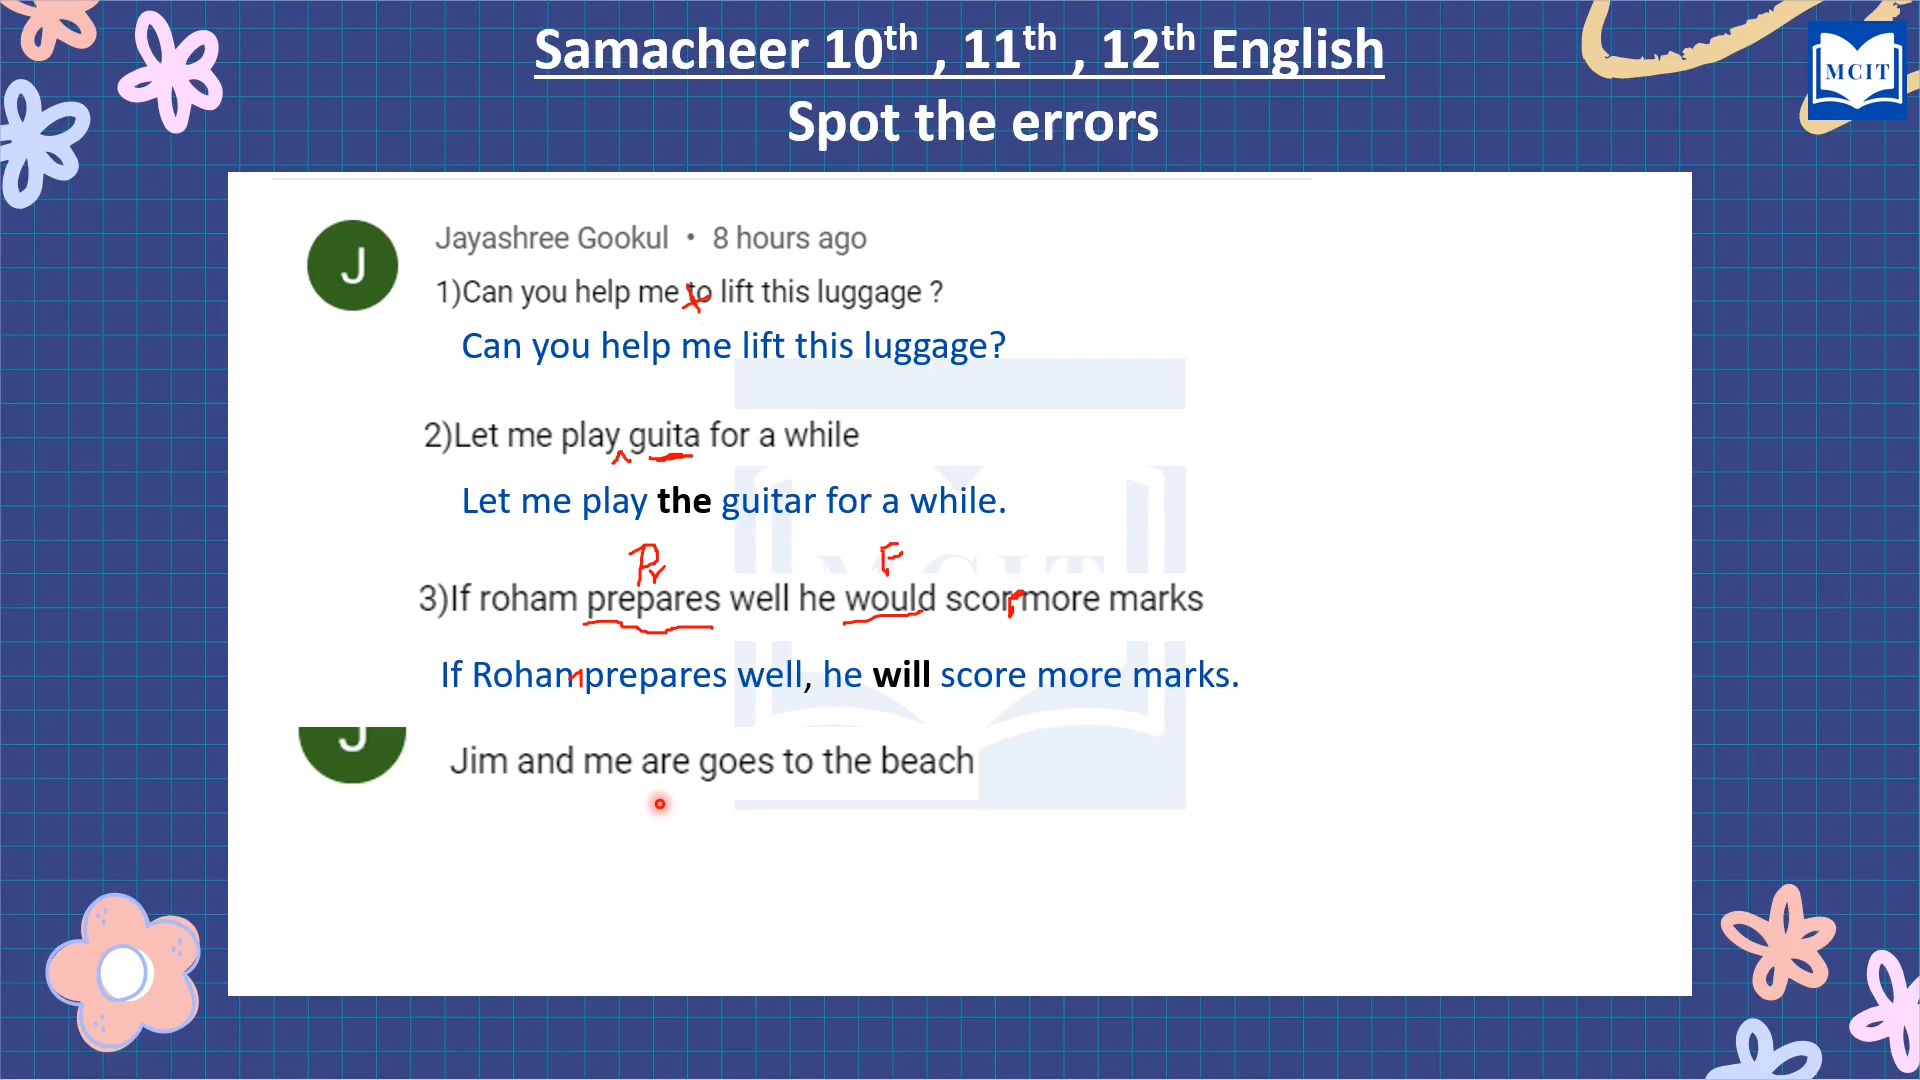 Samacheer 10th , 11th , 12th English
Spot the errors
MCIT
J
Jayashree Gookul • 8 hours ago
1)Can you help me to lift this luggage ?
Can you help me lift this luggage?
2)Let me play guita for a while
Let me play the guitar for a while.
Pr F
3)If roham prepares well he would scor more marks
If Roham prepares well, he will score more marks.
J
Jim and me are goes to the beach